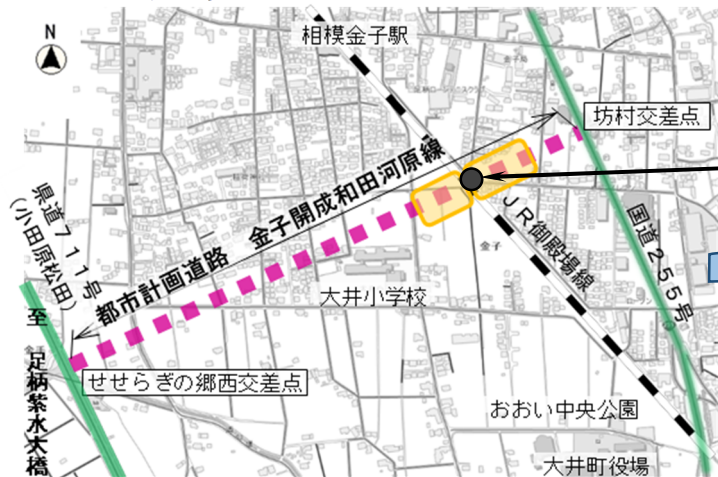 N
相模金子駅
坊村交差点
都市計画道路　金子開成和田河原線
県道７１１号
（小田原松田）
ＪＲ御殿場線
国道２５５号
金子
大井小学校
至　足柄紫水大橋
せせらぎの郷西交差点
おおい中央公園
大井町役場